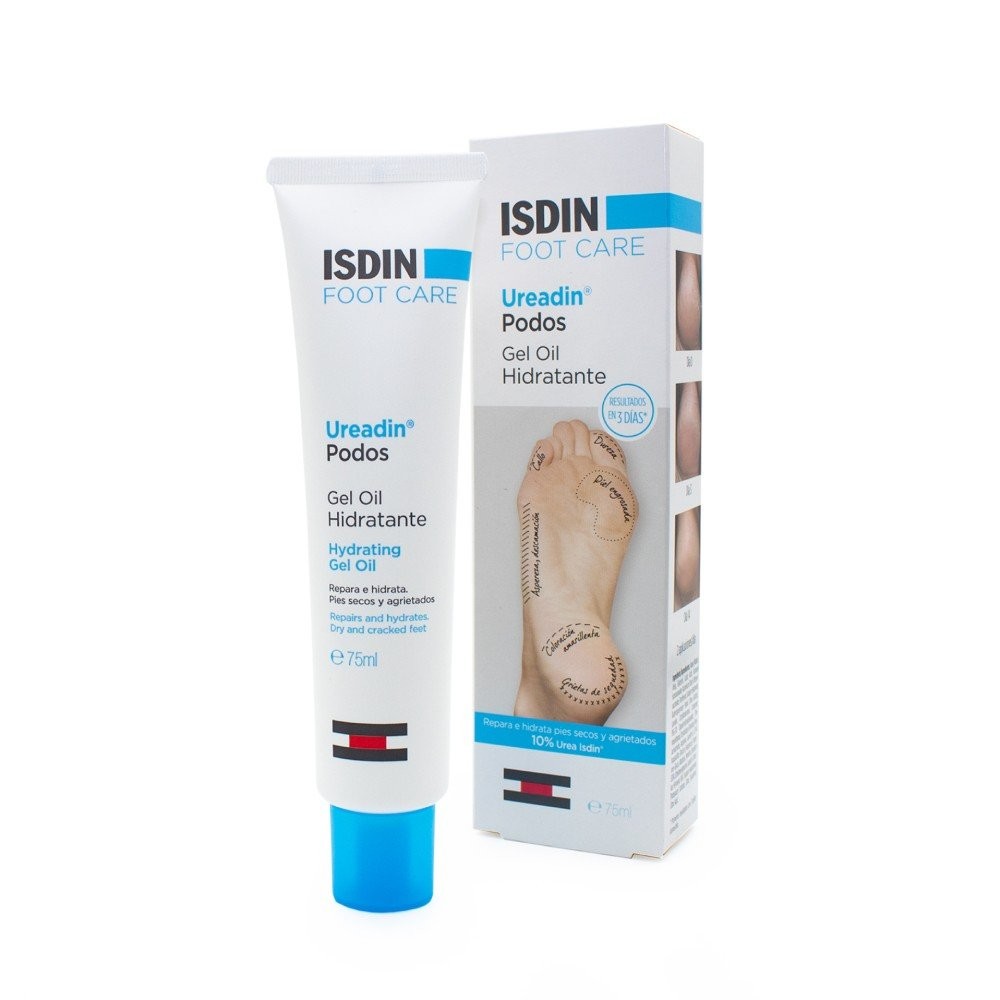 ISDIN
FOOT CARE
Ureadin®
Podos
Gel Oil
Hidratante
Hydrating
Gel Oil
Repara e hidrata.
Pies secos y agrietados
Repairs and hydrates.
Dry and cracked feet
℮ 75ml
ISDIN
FOOT CARE
Ureadin®
Podos
Gel Oil
Hidratante
RESULTADOS
EN 3 DÍAS*
Callo
Dureza
Piel engrosada
Aspereza, descamación
Coloración
amarillenta
Grietas de sequedad
Repara e hidrata pies secos y agrietados
10% Urea Isdin®
℮ 75ml